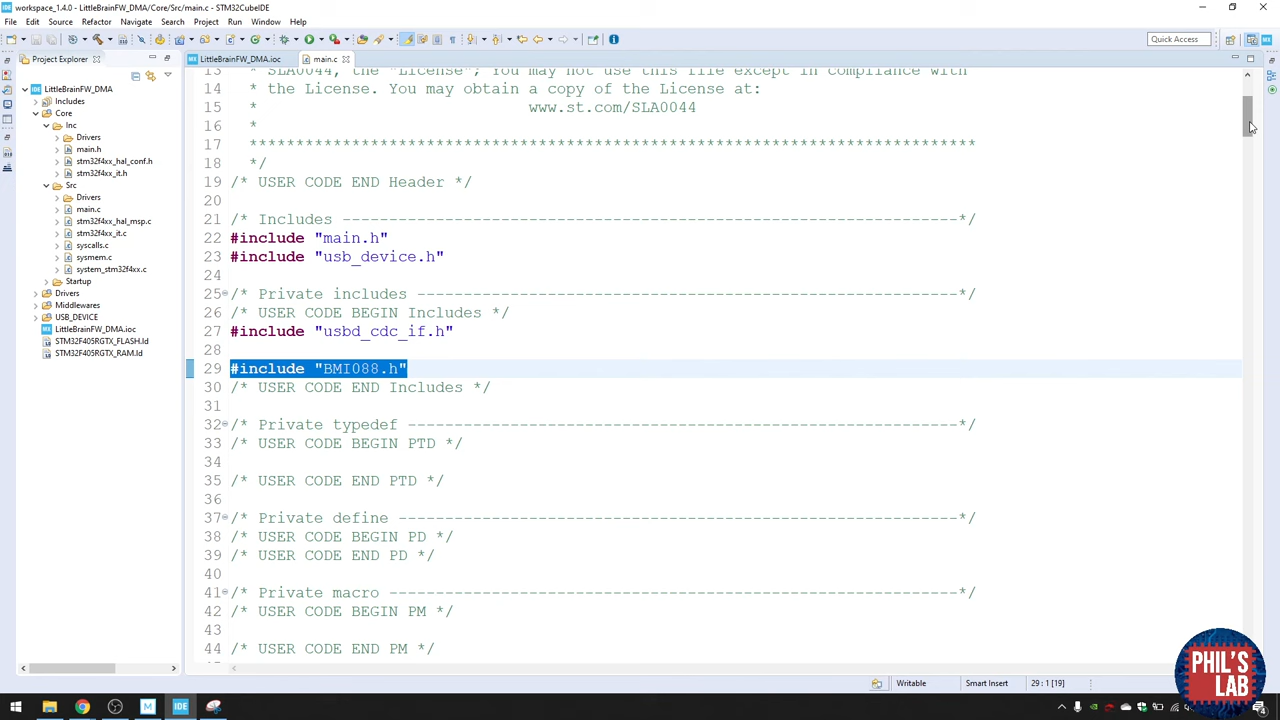 workspace_1.4.0 - LittleBrainFW_DMA/Core/Src/main.c - STM32CubeIDE
File Edit Source Refactor Navigate Search Project Run Window Help
Quick Access
Project Explorer
LittleBrainFW_DMA
Includes
Core
Inc
Drivers
main.h
stm32f4xx_hal_conf.h
stm32f4xx_it.h
Src
Drivers
main.c
stm32f4xx_hal_msp.c
stm32f4xx_it.c
syscalls.c
sysmem.c
system_stm32f4xx.c
Startup
Drivers
Middlewares
USB_DEVICE
LittleBrainFW_DMA.ioc
STM32F405RGTX_FLASH.ld
STM32F405RGTX_RAM.ld
LittleBrainFW_DMA.ioc main.c
13 * SLA0044, the "License"; You may not use this file except in compliance with
14 * the License. You may obtain a copy of the License at:
15 * www.st.com/SLA0044
16 *
17 ******************************************************************************
18 */
19 /* USER CODE END Header */
20
21 /* Includes ------------------------------------------------------------------*/
22 #include "main.h"
23 #include "usb_device.h"
24
25 /* Private includes ----------------------------------------------------------*/
26 /* USER CODE BEGIN Includes */
27 #include "usbd_cdc_if.h"
28
29 #include "BMI088.h"
30 /* USER CODE END Includes */
31
32 /* Private typedef -----------------------------------------------------------*/
33 /* USER CODE BEGIN PTD */
34
35 /* USER CODE END PTD */
36
37 /* Private define ------------------------------------------------------------*/
38 /* USER CODE BEGIN PD */
39 /* USER CODE END PD */
40
41 /* Private macro -------------------------------------------------------------*/
42 /* USER CODE BEGIN PM */
43
44 /* USER CODE END PM */
Writable Smart Insert 29 : 1 [19]
PHIL'S
LAB
IDE